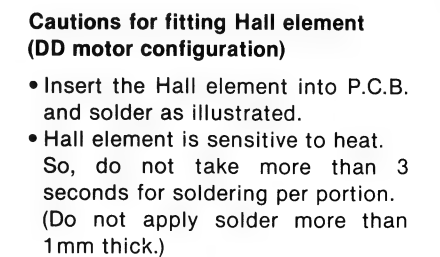 Cautions for fitting Hall element
(DD motor configuration)
• Insert the Hall element into P.C.B.
and solder as illustrated.
• Hall element is sensitive to heat.
So, do not take more than 3
seconds for soldering per portion.
(Do not apply solder more than
1mm thick.)